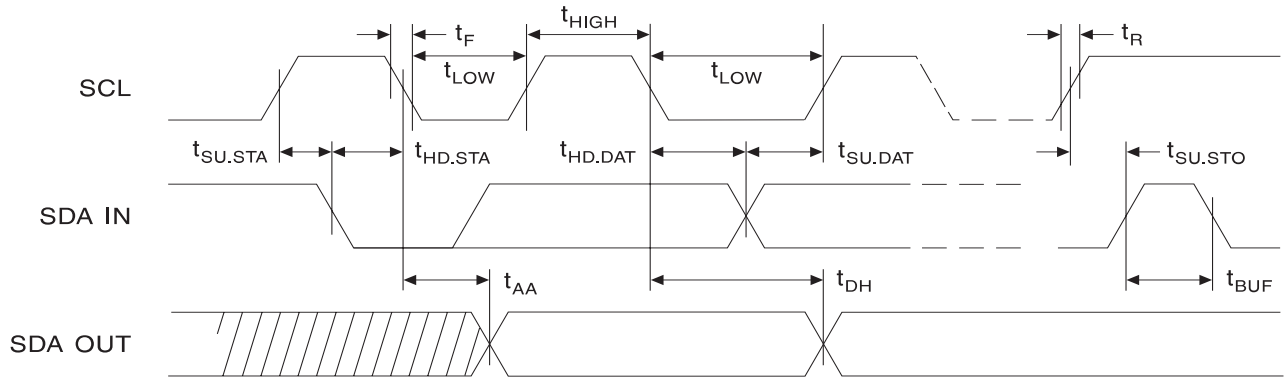 tF
tHIGH
tR
tLOW
tLOW
SCL
tSU.STA
tHD.STA
tHD.DAT
tSU.DAT
tSU.STO
SDA IN
tAA
tDH
tBUF
SDA OUT